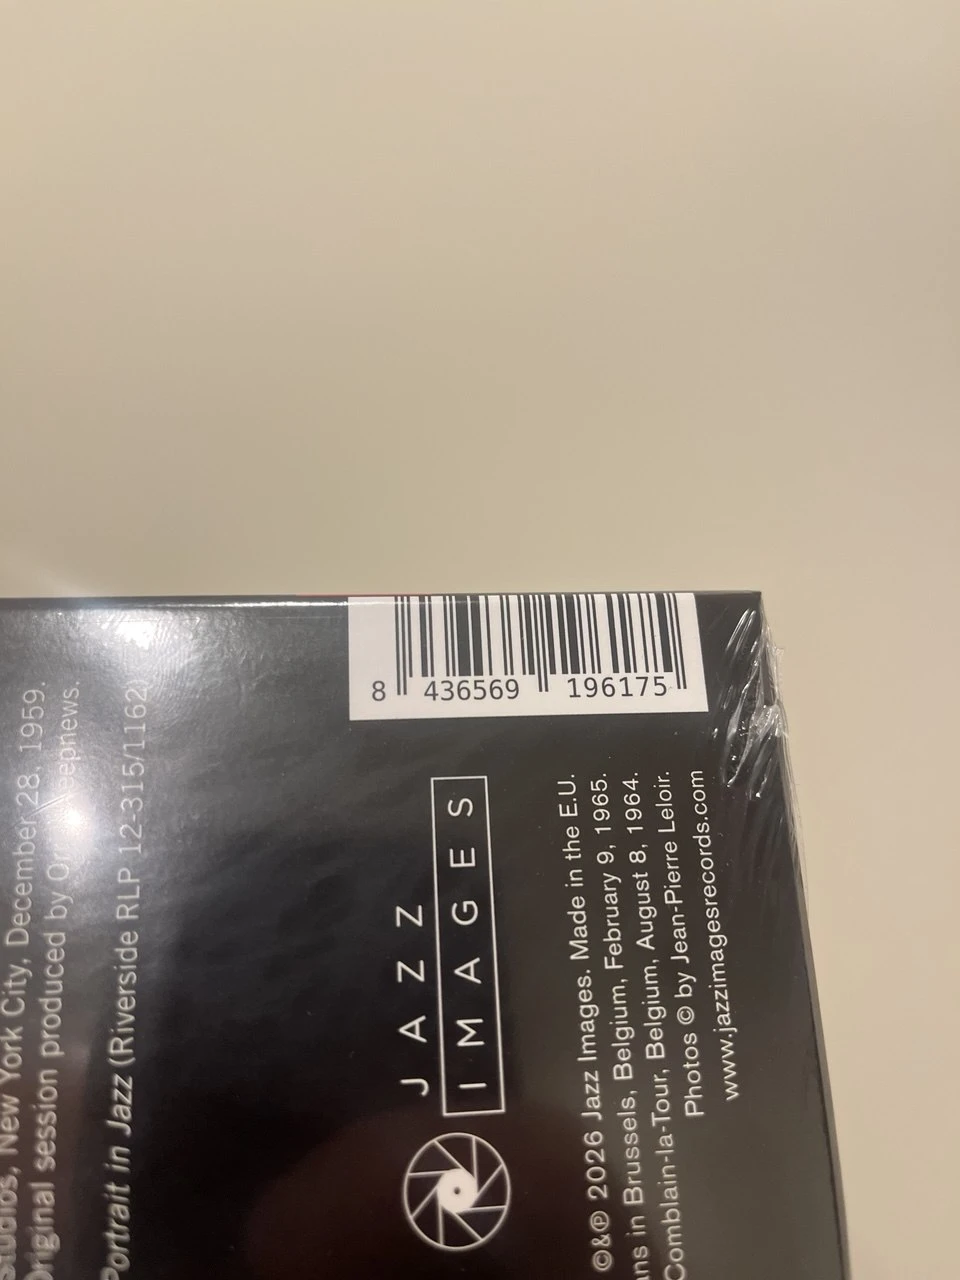 8 436569 196175
Studios, New York City, December 28, 1959.
Original session produced by Orrin Keepnews.
Portrait in Jazz (Riverside RLP 12-315/1162)
JAZZ
IMAGES
©&℗ 2026 Jazz Images. Made in the E.U.
in Brussels, Belgium, February 9, 1965.
Comblain-la-Tour, Belgium, August 8, 1964.
Photos © by Jean-Pierre Leloir.
www.jazzimagesrecords.com